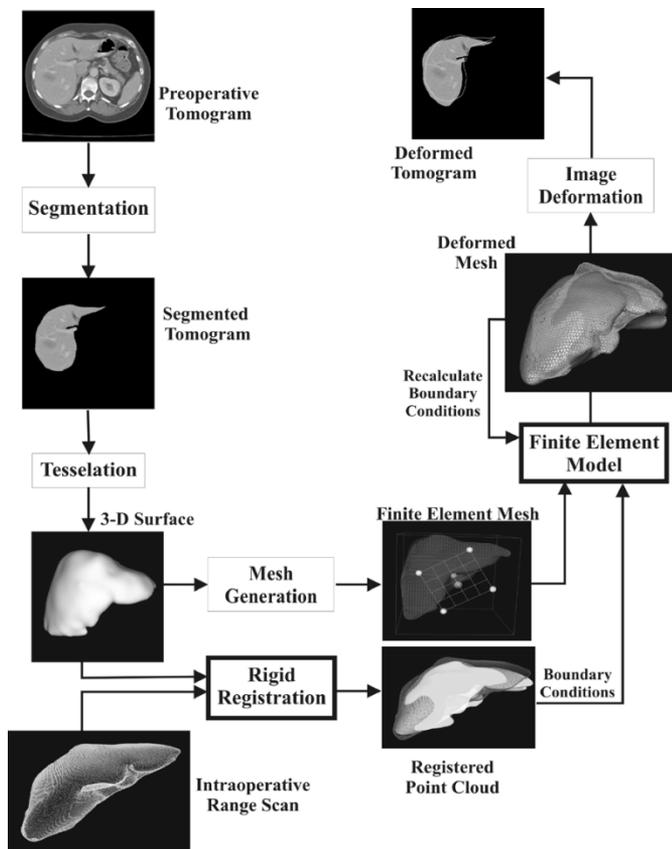 Preoperative
Tomogram
Segmentation
Segmented
Tomogram
Tesselation
3-D Surface
Mesh
Generation
Finite Element Mesh
Rigid
Registration
Intraoperative
Range Scan
Registered
Point Cloud
Boundary
Conditions
Finite Element
Model
Recalculate
Boundary
Conditions
Deformed
Mesh
Image
Deformation
Deformed
Tomogram